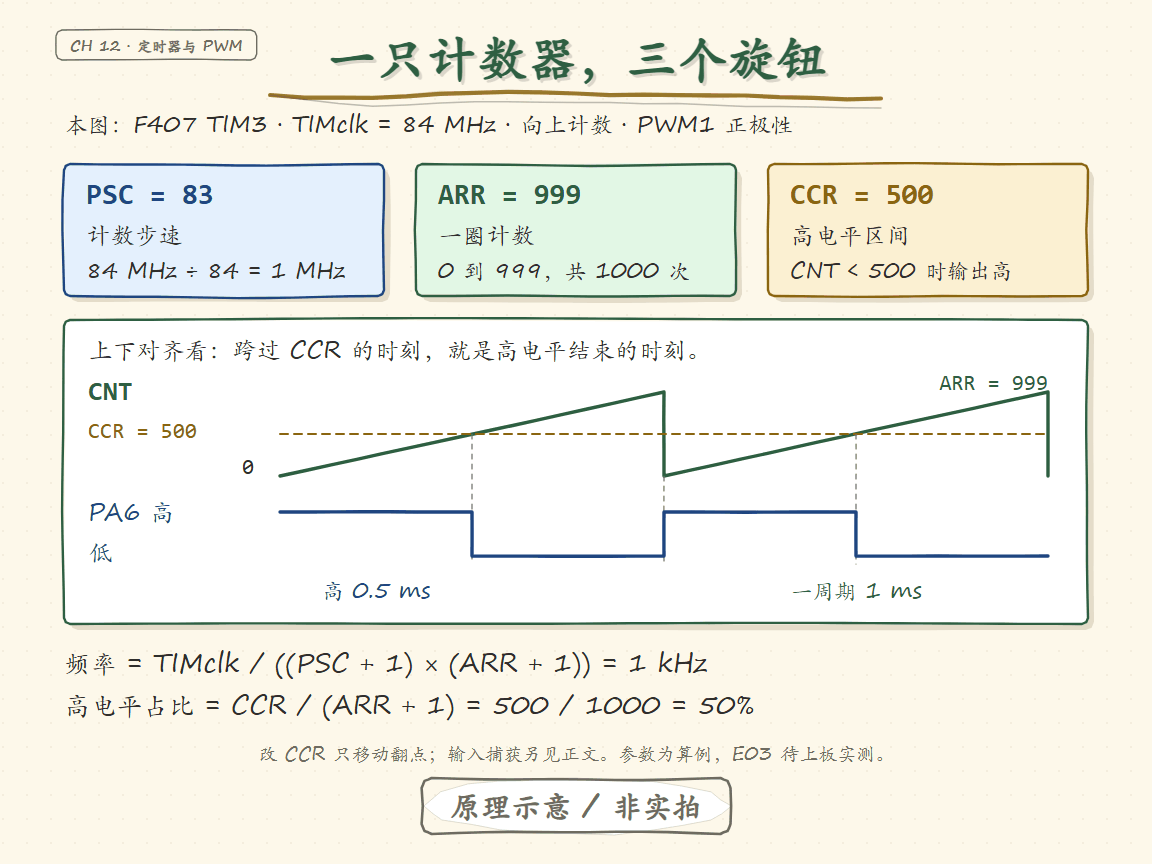 CH 12 · 定时器与 PWM
一只计数器，三个旋钮
本图：F407 TIM3 · TIMclk = 84 MHz · 向上计数 · PWM1 正极性
PSC = 83
计数步速
84 MHz ÷ 84 = 1 MHz
ARR = 999
一圈计数
0 到 999，共 1000 次
CCR = 500
高电平区间
CNT < 500 时输出高
上下对齐看：跨过 CCR 的时刻，就是高电平结束的时刻。
CNT
ARR = 999
CCR = 500
0
PA6 高
低
高 0.5 ms
一周期 1 ms
频率 = TIMclk / ((PSC + 1) × (ARR + 1)) = 1 kHz
高电平占比 = CCR / (ARR + 1) = 500 / 1000 = 50%
改 CCR 只移动翻点；输入捕获另见正文。参数为算例，E03 待上板实测。
原理示意 / 非实拍